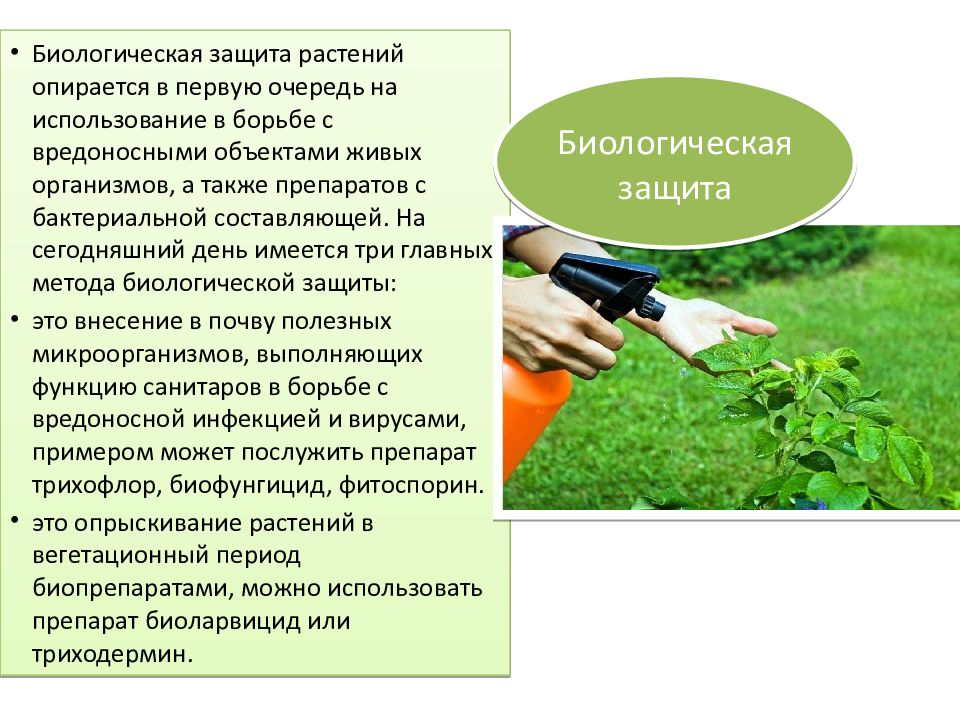 • Биологическая защита растений
опирается в первую очередь на
использование в борьбе с
вредоносными объектами живых
организмов, а также препаратов с
бактериальной составляющей. На
сегодняшний день имеется три главных
метода биологической защиты:
• это внесение в почву полезных
микроорганизмов, выполняющих
функцию санитаров в борьбе с
вредоносной инфекцией и вирусами,
примером может послужить препарат
трихофлор, биофунгицид, фитоспорин.
• это опрыскивание растений в
вегетационный период
биопрепаратами, можно использовать
препарат биоларвицид или
триходермин.
Биологическая
защита